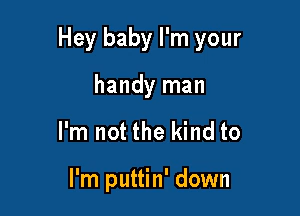 Hey baby I'm your
handy man
I'm not the kind to
I'm puttin' down